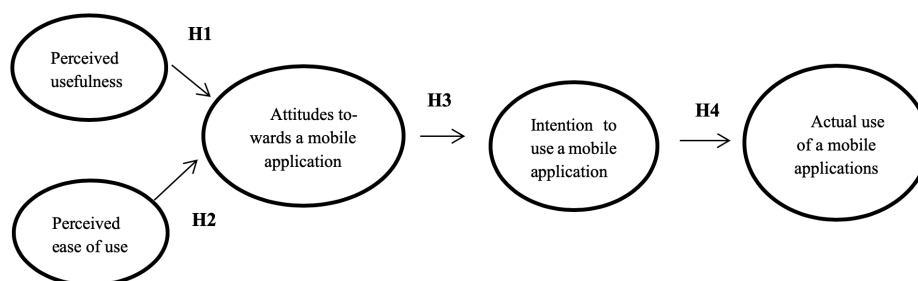 H1
Perceived
usefulness
Attitudes to-
wards a mobile
application
H2
Perceived
ease of use
H3
Intention to
use a mobile
application
H4
Actual use
of a mobile
applications